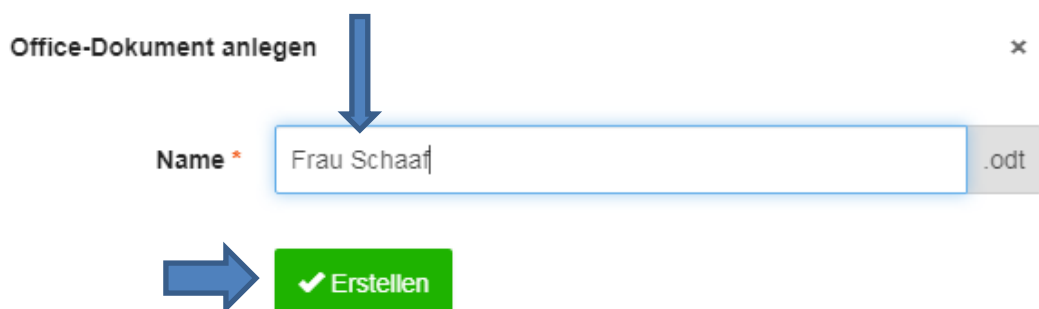 Office-Dokument anlegen ×
Name * Frau Schaaf .odt
✔ Erstellen